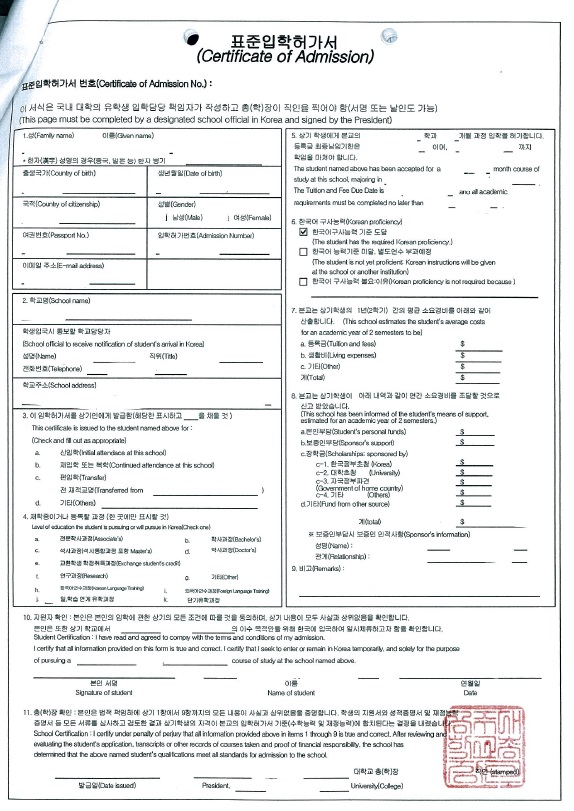 표준입학허가서
(Certificate of Admission)
표준입학허가서 번호(Certificate of Admission No.) :
이 서식은 국내 대학의 유학생 입학담당 책임자가 작성하고 총(학)장이 직인을 찍어야 함(서명 또는 날인도 가능)
(This page must be completed by a designated school official in Korea and signed by the President)
1.성(Family name) 이름(Given name)
* 한자(漢字) 성명의 경우(중국, 일본 등) 한자 병기
출생국가(Country of birth) 생년월일(Date of birth)
국적(Country of citizenship) 성별(Gender)
남성(Male) 여성(Female)
여권번호(Passport No.) 입학허가번호(Admission Number)
이메일 주소(E-mail address)
2. 학교명(School name)
학생입국시 통보할 학교담당자
(School official to receive notification of student's arrival in Korea)
성명(Name) 직위(Title)
전화번호(Telephone)
학교주소(School address)
3. 이 입학허가서를 상기인에게 발급함(해당란 표시하고 ___을 채울 것)
This certificate is issued to the student named above for :
(Check and fill out as appropriate)
a. 신입학(Initial attendace at this school)
b. 재입학 또는 복학(Continued attendance at this school)
c. 편입학(Transfer)
전 재적교명(Transferred from )
d. 기타(Others)
4. 재학중이거나 등록할 과정 (한 곳에만 표시할 것)
Level of education the student is pursuing or will pursue in Korea(Check one)
a. 전문학사과정(Associate's) b. 학사과정(Bachelor's)
c. 석사과정(석사통합과정 포함 Master's) d. 박사과정(Doctor's)
e. 교환학생 학점취득과정(Exchange student's credit)
f. 연구과정(Research) g. 기타(Other)
h. 한국어연수과정(Korean Language Training) i. 외국어연수과정(Foreign Language Training)
j. 일,학습 연계 유학과정 k. 단기유학과정
5. 상기 학생에게 본교의 학과 개월 과정 입학을 허가합니다.
등록금 최종납입기한은 이며, 까지
학업을 마쳐야 합니다.
The student named above has been accepted for a month course of
study at this school, majoring in
The Tuition and Fee Due Date is and all academic
requirements must be completed no later than
6. 한국어 구사능력(Korean proficiency)
☑ 한국어구사능력 기준 도달
(The student has the required Korean proficiency.)
☐ 한국어 능력기준 미달, 별도연수 부과예정
(The student is not yet proficient: Korean instructions will be given
at the school or another institution)
☐ 한국어 구사능력 불요:이유(Korean proficiency is not required because )
7. 본교는 상기학생의 1년(2학기) 간의 평균 소요경비를 아래와 같이
산출합니다. (This school estimates the student's average costs
for an academic year of 2 semesters to be)
a. 등록금(Tuition and fees) $
b. 생활비(Living expenses) $
c. 기타(Other) $
계(Total) $
8. 본교는 상기학생이 아래 내역과 같이 연간 소요경비를 조달할 것으로
신고 받았습니다.
(This school has been informed of the student's means of support,
estimated for an academic year of 2 semesters.)
a.본인부담(Student's personal funds) $
b.보증인부담(Sponsor's support) $
c.장학금(Scholarships: sponsored by)
c-1. 한국정부초청 (Korea) $
c-2. 대학초청 (University) $
c-3. 자국정부파견
(Government of home country) $
c-4. 기타 (Others) $
d.기타(Fund from other source) $
계(total) $
※ 보증인부담시 보증인 인적사항(Sponsor's information)
성명(Name) :
관계(Relationship) :
9. 비고(Remarks) :
10. 지원자 확인 : 본인은 본인의 입학에 관한 상기의 모든 조건에 따를 것을 동의하며, 상기 내용이 모두 사실과 상위없음을 확인합니다.
본인은 또한 상기 학교에서 의 이수 목적만을 위해 한국에 입국하여 일시체류하고자 함을 확인합니다.
Student Certification : I have read and agreed to comply with the terms and conditions of my admission.
I certify that all information provided on this form is true and correct. I certify that I seek to enter or remain in Korea temporarily, and solely for the purpose
of pursuing a course of study at the school named above.
본인 서명 이름 연월일
Signature of student Name of student Date
11. 총(학)장 확인 : 본인은 법적 책임하에 상기 1항에서 9항까지의 모든 내용이 사실과 상위없음을 증명합니다. 학생의 지원서와 성적증명서 및 재정능력
증명서 등 모든 서류를 심사하고 검토한 결과 상기학생의 자격이 본교의 입학허가서 기준(수학능력 및 재정능력)에 합치된다는 결정을 내렸습니다.
School Certification : I certify under penalty of perjury that all information provided above in items 1 through 9 is true and correct. After reviewing and
evaluating the student's application, transcripts or other records of courses taken and proof of financial responsibility, the school has
determined that the above named student's qualifications meet all standards for admission to the school.
대학교 총(학)장 직인 (stamped)
발급일(Date issued) President, University(College)